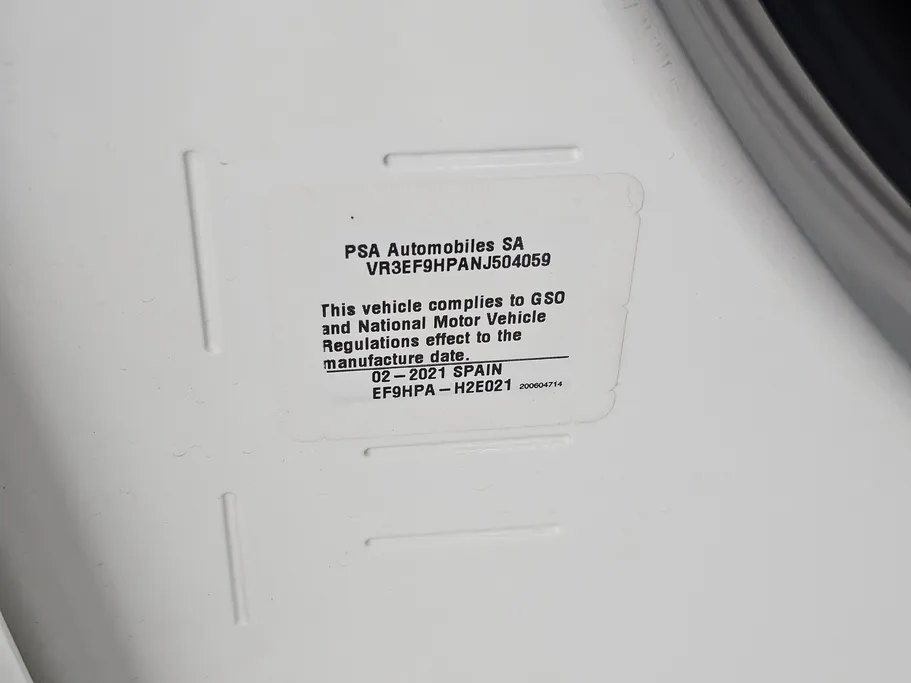 PSA Automobiles SA
VR3EF9HPANJ504059
This vehicle complies to GSO
and National Motor Vehicle
Regulations effect to the
manufacture date.
02 – 2021 SPAIN
EF9HPA – H2E021 200604714